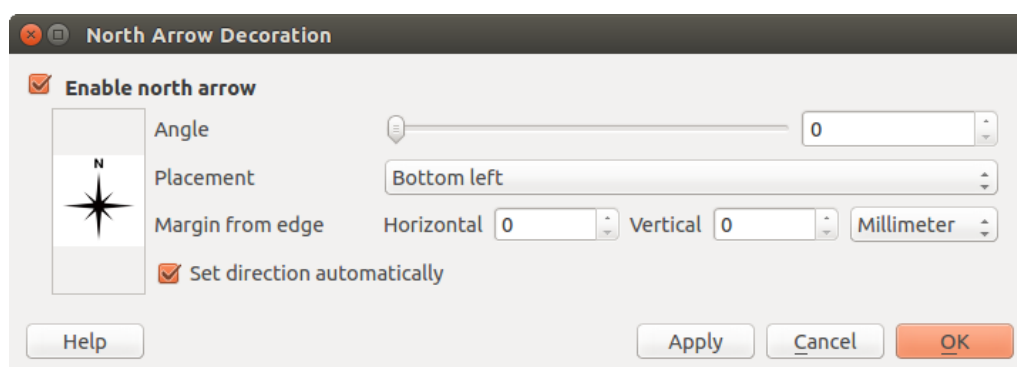 North Arrow Decoration
Enable north arrow
Angle 0
N
Placement Bottom left
Margin from edge Horizontal 0 Vertical 0 Millimeter
Set direction automatically
Help Apply Cancel OK